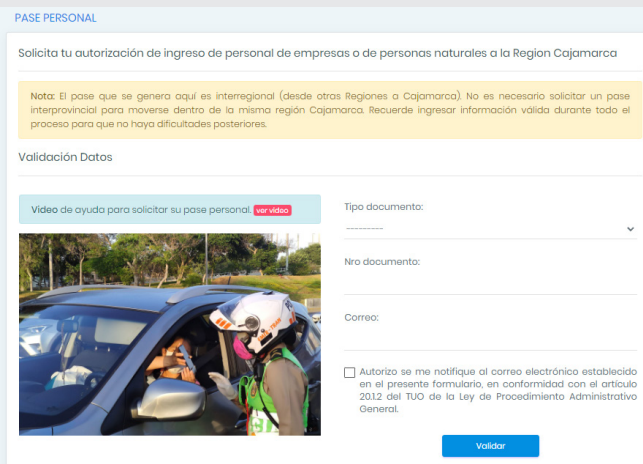 PASE PERSONAL
Solicita tu autorización de ingreso de personal de empresas o de personas naturales a la Region Cajamarca
Nota: El pase que se genera aquí es interregional (desde otras Regiones a Cajamarca). No es necesario solicitar un pase
interprovincial para moverse dentro de la misma región Cajamarca. Recuerde ingresar información válida durante todo el
proceso para que no haya dificultades posteriores.
Validación Datos
Video de ayuda para solicitar su pase personal. ver video
Tipo documento:
---------
Nro documento:
Correo:
Autorizo se me notifique al correo electrónico establecido
en el presente formulario, en conformidad con el artículo
20.1.2 del TUO de la Ley de Procedimiento Administrativo
General.
Validar